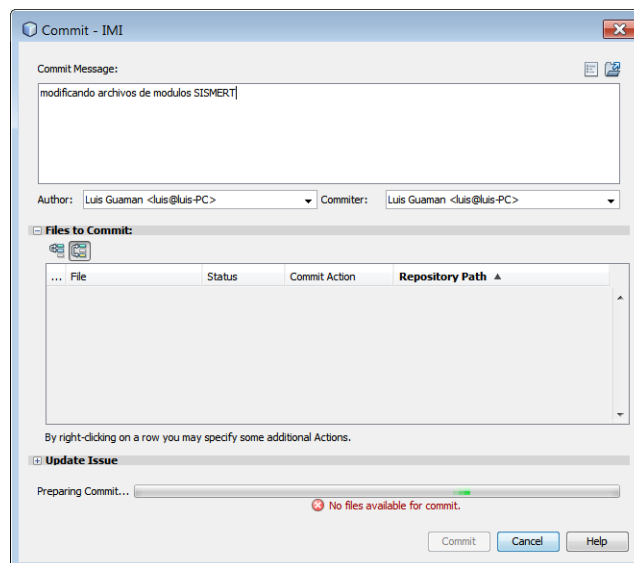 Commit - IMI
Commit Message:
modificando archivos de modulos SISMERT
Author: Luis Guaman <luis@luis-PC> Commiter: Luis Guaman <luis@luis-PC>
Files to Commit:
... File Status Commit Action Repository Path
By right-clicking on a row you may specify some additional Actions.
Update Issue
Preparing Commit...
No files available for commit.
Commit Cancel Help